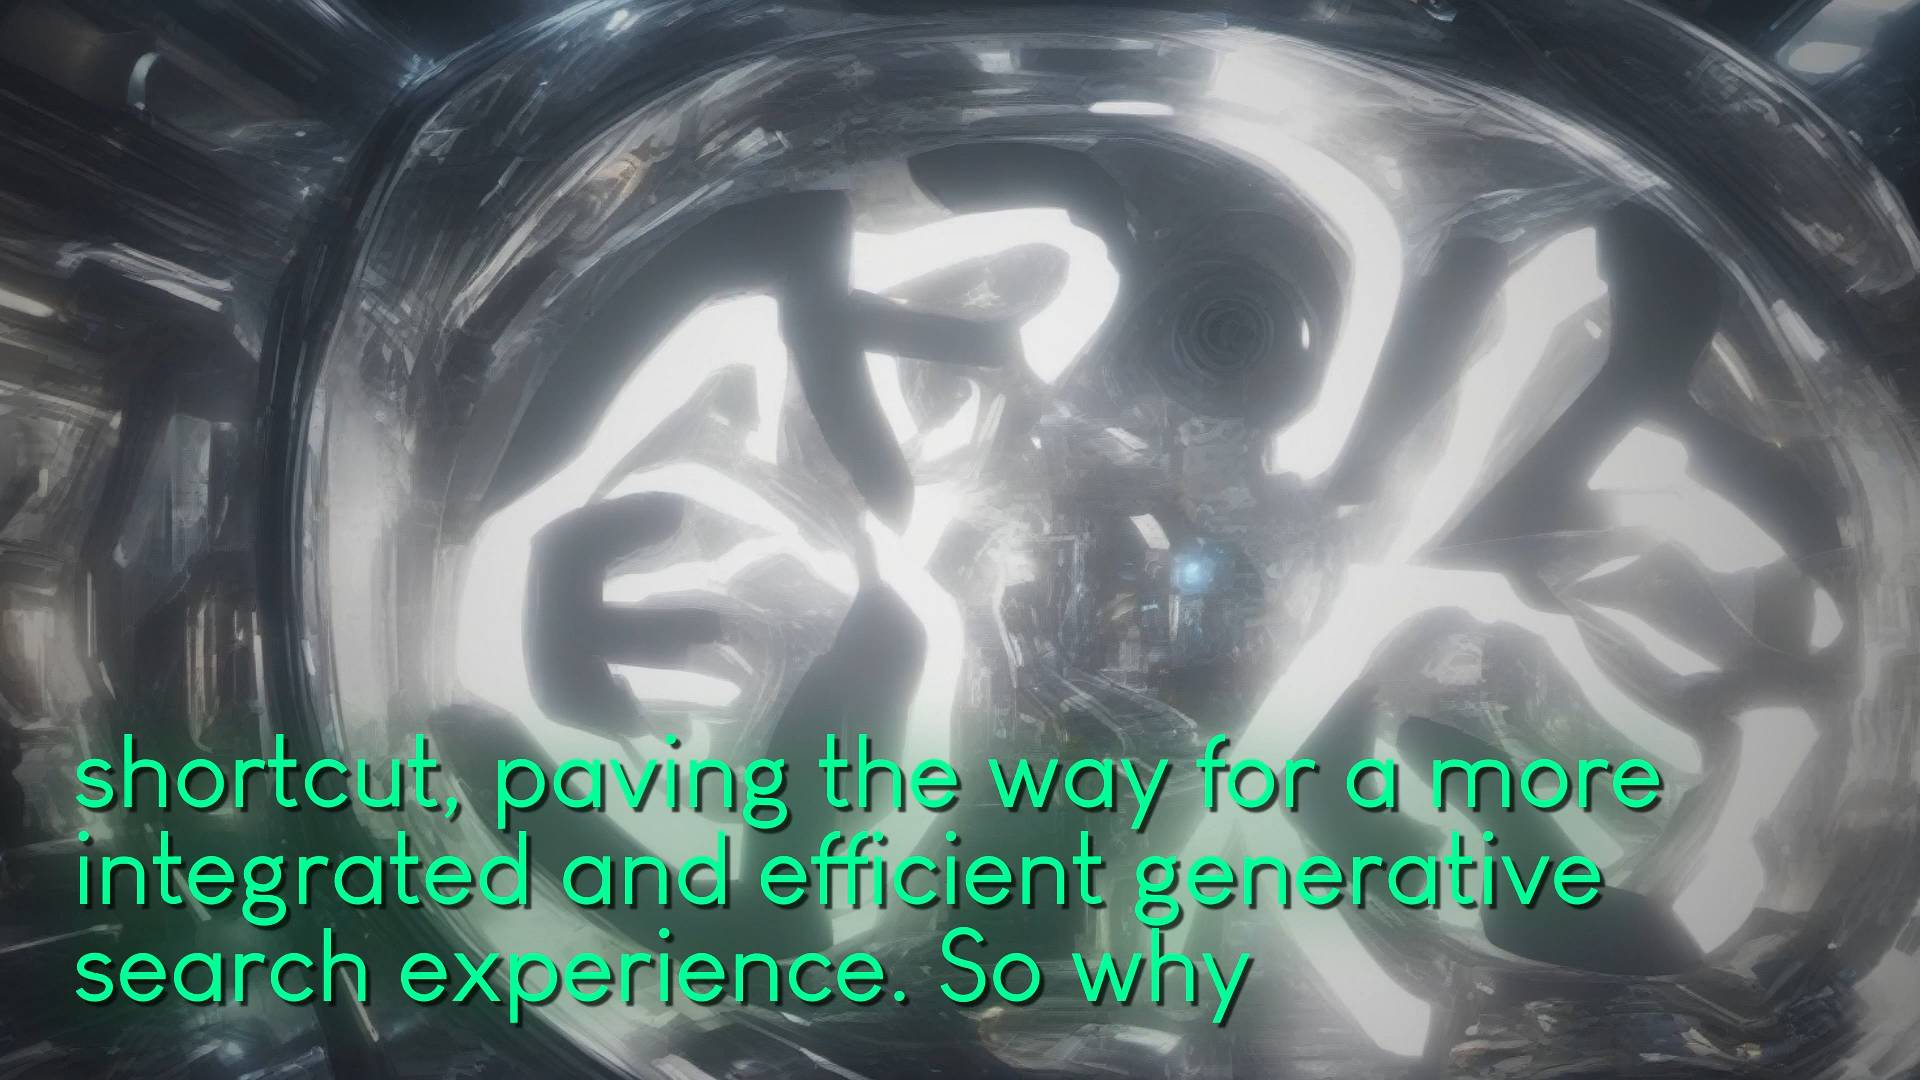 shortcut, paving the way for a more
integrated and efficient generative
search experience. So why